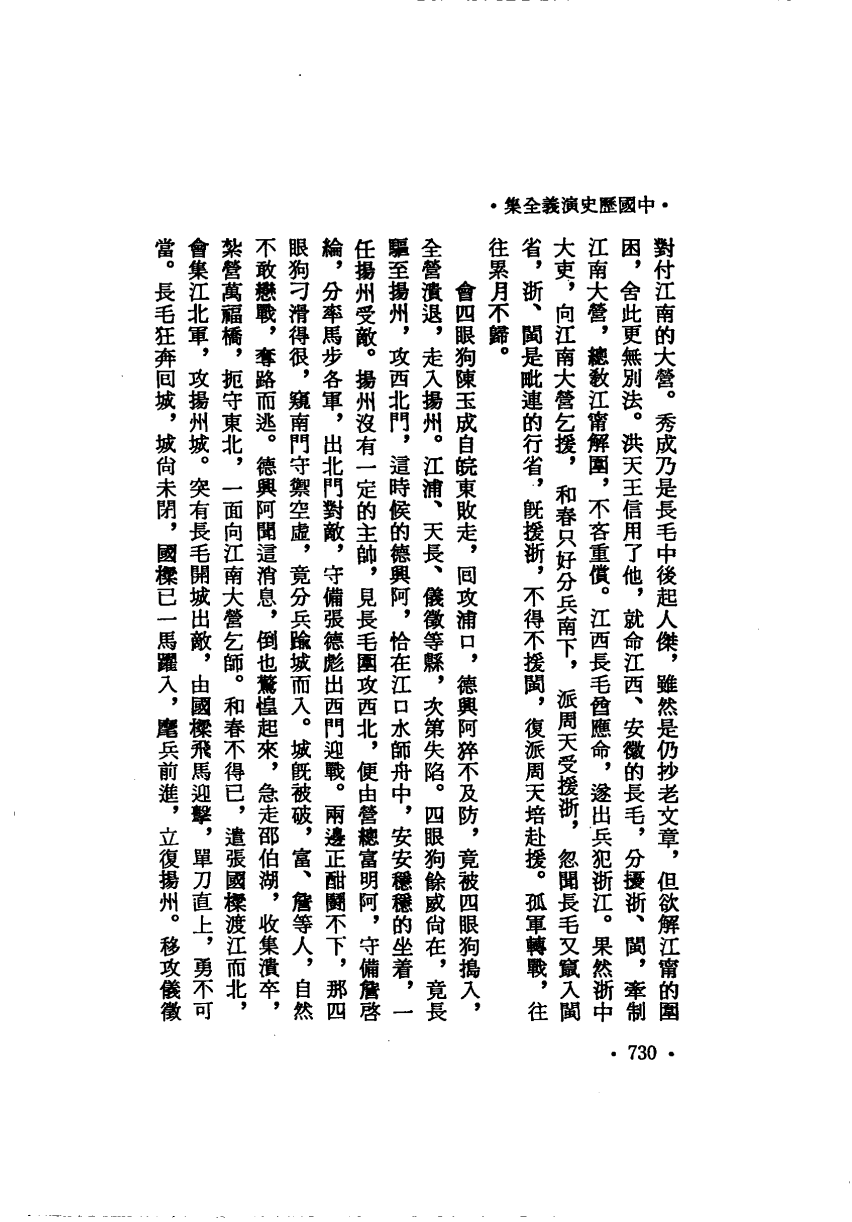 ·中國歷史演義全集·
對付江南的大營。秀成乃是長毛中後起人傑，雖然是仍抄老文章，但欲解江甯的圍
困，舍此更無別法。洪天王信用了他，就命江西、安徽的長毛，分擾浙、閩，牽制
江南大營，總教江甯解圍，不吝重償。江西長毛酋應命，遂出兵犯浙江。果然浙中
大吏，向江南大營乞援，和春只好分兵南下，派周天受援浙，忽聞長毛又竄入閩
省，浙、閩是毗連的行省，旣援浙，不得不援閩，復派周天培赴援。孤軍轉戰，往
往累月不歸。
會四眼狗陳玉成自皖東敗走，回攻浦口，德興阿猝不及防，竟被四眼狗搗入，
全營潰退，走入揚州。江浦、天長、儀徵等縣，次第失陷。四眼狗餘威尙在，竟長
驅至揚州，攻西北門，這時候的德興阿，恰在江口水師舟中，安安穩穩的坐着，一
任揚州受敵。揚州沒有一定的主帥，見長毛圍攻西北，便由營總富明阿，守備詹啓
綸，分率馬步各軍，出北門對敵，守備張德彪出西門迎戰。兩邊正酣鬭不下，那四
眼狗刁滑得很，窺南門守禦空虛，竟分兵踰城而入。城旣被破，富、詹等人，自然
不敢戀戰，奪路而逃。德興阿聞這消息，倒也驚惶起來，急走邵伯湖，收集潰卒，
紮營萬福橋，扼守東北，一面向江南大營乞師。和春不得已，遣張國樑渡江而北，
會集江北軍，攻揚州城。突有長毛開城出敵，由國樑飛馬迎擊，單刀直上，勇不可
當。長毛狂奔回城，城尙未閉，國樑已一馬躍入，麾兵前進，立復揚州。移攻儀徵
·730·